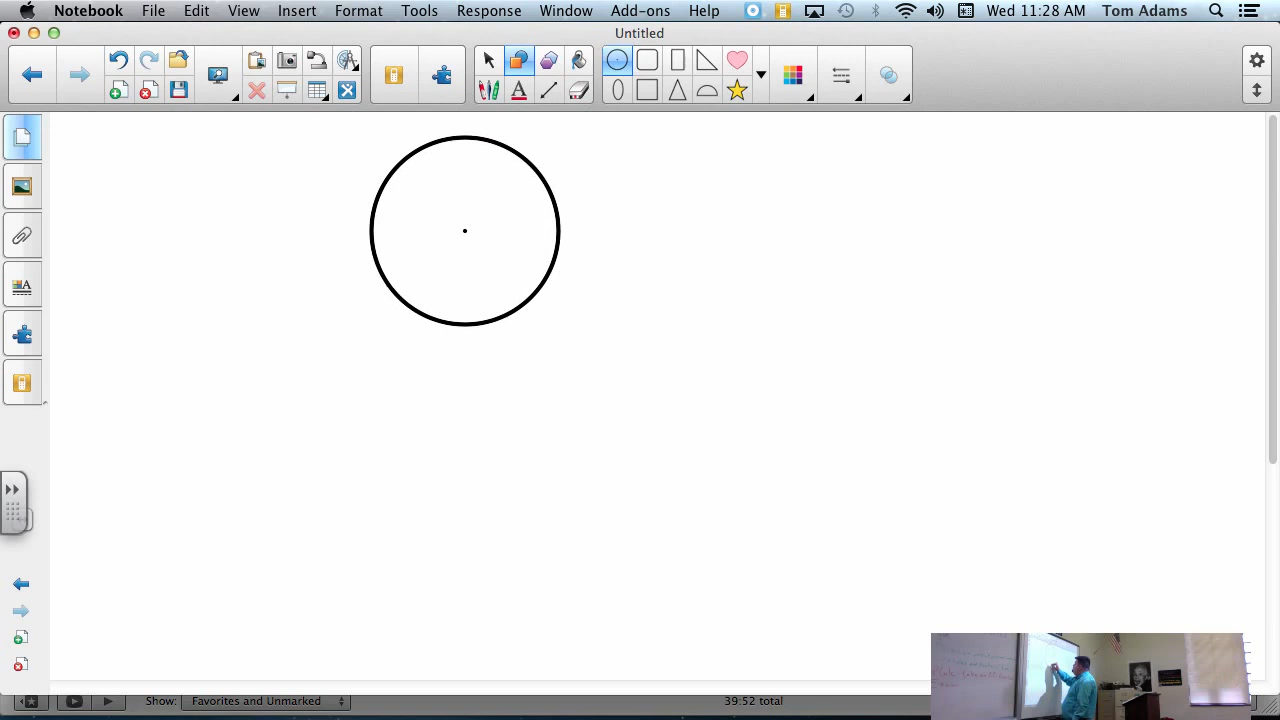 Notebook File Edit View Insert Format Tools Response Window Add-ons Help Wed 11:28 AM Tom Adams
Untitled
A
A
Show: Favorites and Unmarked 39:52 total